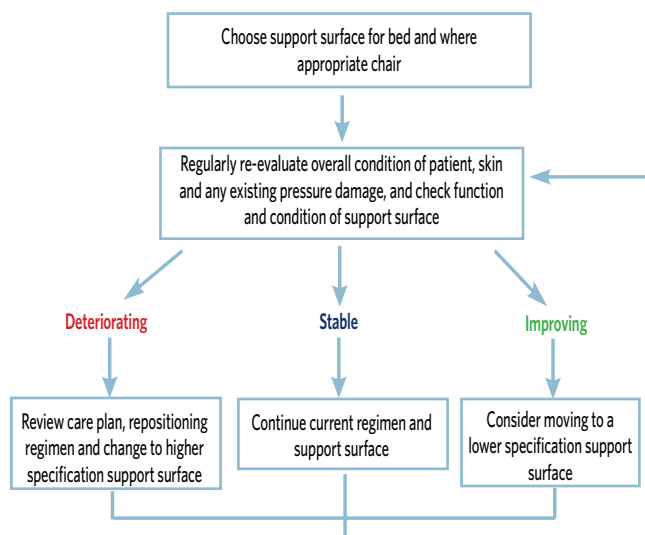 Choose support surface for bed and where
appropriate chair
Regularly re-evaluate overall condition of patient, skin
and any existing pressure damage, and check function
and condition of support surface
Deteriorating
Stable
Improving
Review care plan, repositioning
regimen and change to higher
specification support surface
Continue current regimen and
support surface
Consider moving to a
lower specification support
surface